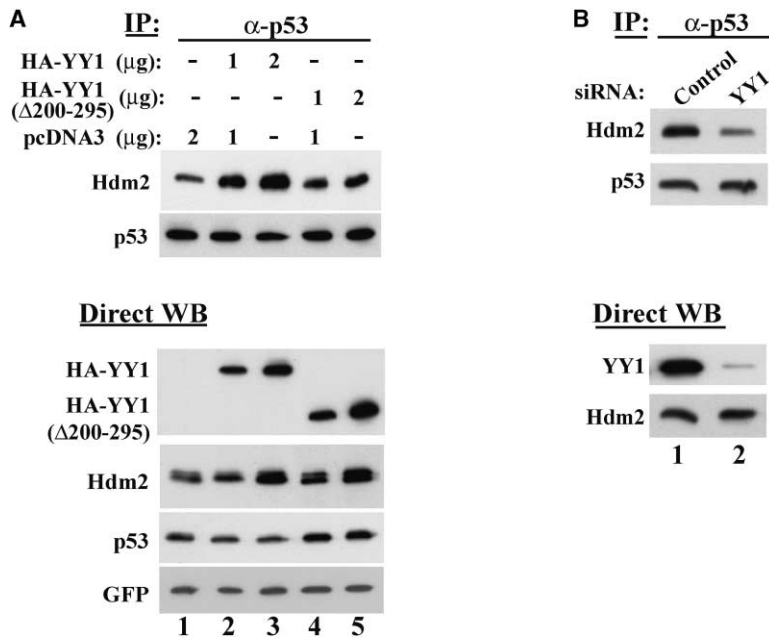 A
IP:
α-p53
HA-YY1 (μg): - 1 2 - -
HA-YY1 (Δ200-295) (μg): - - - 1 2
pcDNA3 (μg): 2 1 - 1 -
Hdm2
p53
Direct WB
HA-YY1
HA-YY1
(Δ200-295)
Hdm2
p53
GFP
1 2 3 4 5
B
IP:
α-p53
siRNA: Control YY1
Hdm2
p53
Direct WB
YY1
Hdm2
1 2